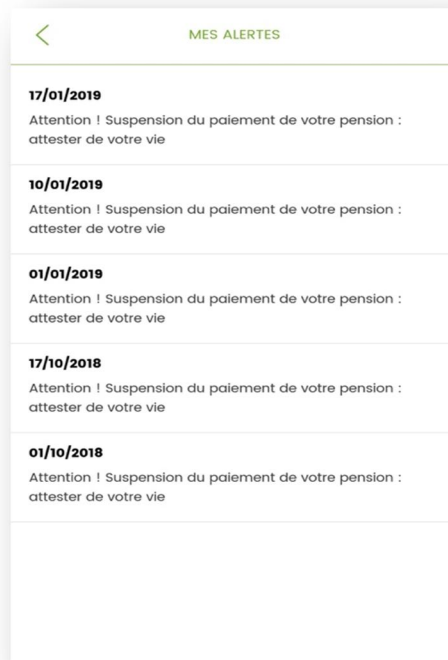 MES ALERTES
17/01/2019
Attention ! Suspension du paiement de votre pension :
attester de votre vie
10/01/2019
Attention ! Suspension du paiement de votre pension :
attester de votre vie
01/01/2019
Attention ! Suspension du paiement de votre pension :
attester de votre vie
17/10/2018
Attention ! Suspension du paiement de votre pension :
attester de votre vie
01/10/2018
Attention ! Suspension du paiement de votre pension :
attester de votre vie